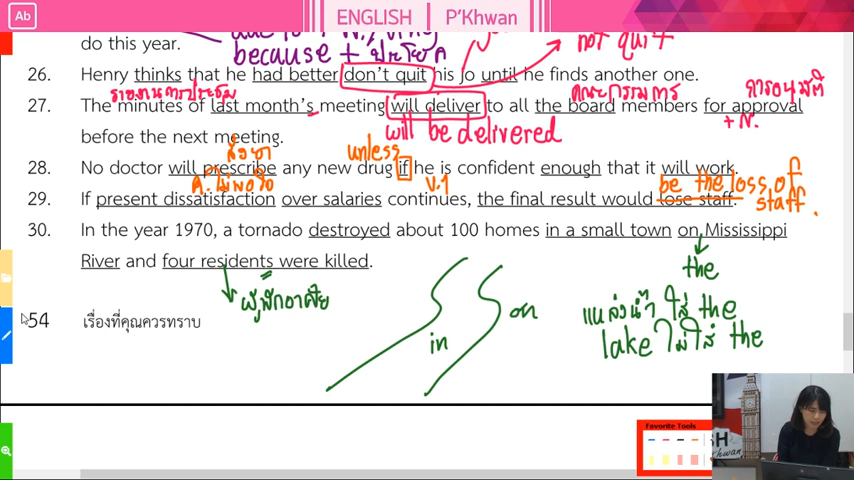 Ab
ENGLISH | P'Khwan
do this year.
because + ประโยค
not quit
26. Henry thinks that he had better don't quit his jo until he finds another one.
รายงานการประชุม
คณะกรรมการ
การอนุมัติ
27. The minutes of last month's meeting will deliver to all the board members for approval
+ N.
before the next meeting.
will be delivered
สั่งยา
unless
28. No doctor will prescribe any new drug if he is confident enough that it will work.
ค.ไม่พอใจ
V.1
be the loss of
staff.
29. If present dissatisfaction over salaries continues, the final result would lose staff.
30. In the year 1970, a tornado destroyed about 100 homes in a small town on Mississippi
the
River and four residents were killed.
ผู้พักอาศัย
in
on
แหล่งน้ำ ใส่ the
lake ไม่ใส่ the
54 เรื่องที่คุณควรทราบ
Favorite Tools
SH
Khwan